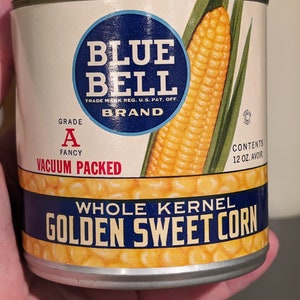 BLUE
BELL
TRADE MARK REG. U.S. PAT. OFF.
BRAND
GRADE
A
FANCY
VACUUM PACKED
CONTENTS
12 OZ. AVOIR.
WHOLE KERNEL
GOLDEN SWEET CORN